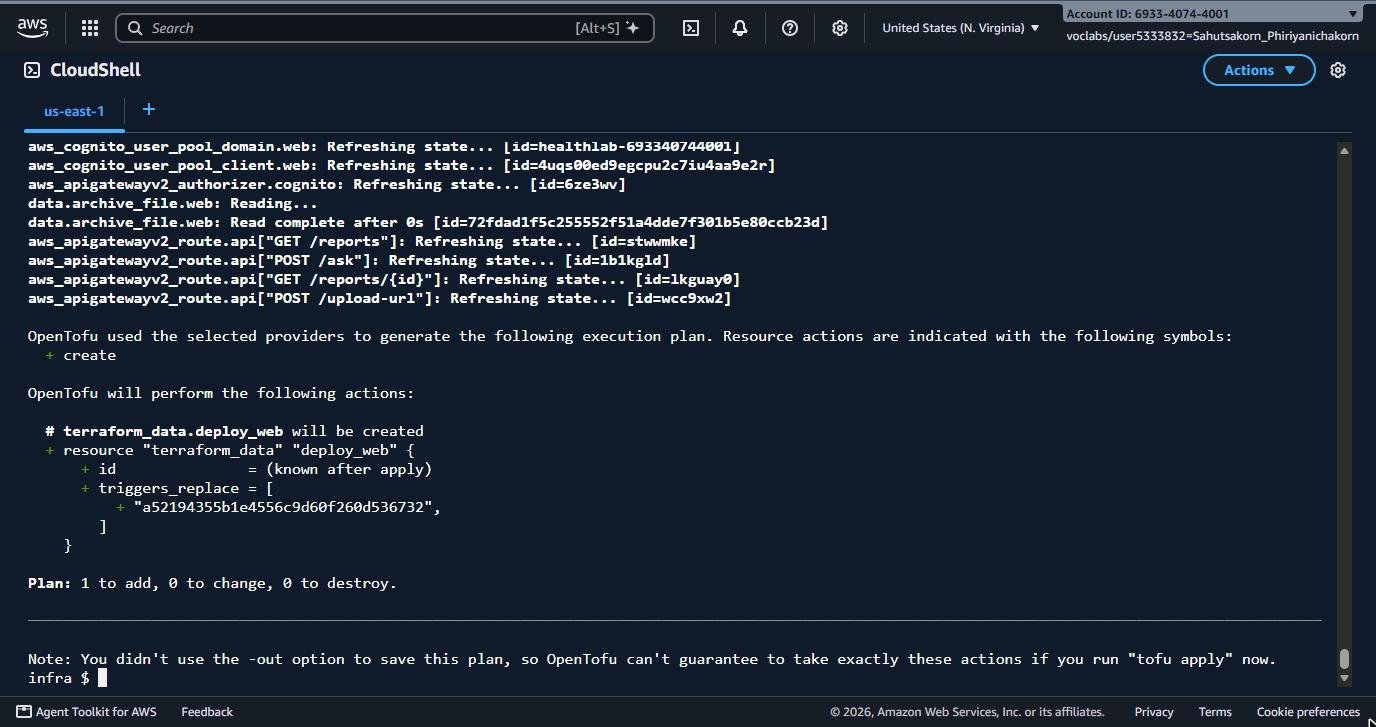 aws
Search
[Alt+S]
United States (N. Virginia)
Account ID: 6933-4074-4001
voclabs/user5333832=Sahutsakorn_Phiriyanichakorn
CloudShell
Actions
us-east-1
+
aws_cognito_user_pool_domain.web: Refreshing state... [id=healthlab-693340744001]
aws_cognito_user_pool_client.web: Refreshing state... [id=4uqs00ed9egcpu2c7iu4aa9e2r]
aws_apigatewayv2_authorizer.cognito: Refreshing state... [id=6ze3wv]
data.archive_file.web: Reading...
data.archive_file.web: Read complete after 0s [id=72fdad1f5c255552f51a4dde7f301b5e80ccb23d]
aws_apigatewayv2_route.api["GET /reports"]: Refreshing state... [id=stwwmke]
aws_apigatewayv2_route.api["POST /ask"]: Refreshing state... [id=lb1kgld]
aws_apigatewayv2_route.api["GET /reports/{id}"]: Refreshing state... [id=lkguay0]
aws_apigatewayv2_route.api["POST /upload-url"]: Refreshing state... [id=wcc9xw2]
OpenTofu used the selected providers to generate the following execution plan. Resource actions are indicated with the following symbols:
+ create
OpenTofu will perform the following actions:
# terraform_data.deploy_web will be created
+ resource "terraform_data" "deploy_web" {
+ id = (known after apply)
+ triggers_replace = [
+ "a52194355b1e4556c9d60f260d536732",
]
}
Plan: 1 to add, 0 to change, 0 to destroy.
Note: You didn't use the -out option to save this plan, so OpenTofu can't guarantee to take exactly these actions if you run "tofu apply" now.
infra $
Agent Toolkit for AWS
Feedback
© 2026, Amazon Web Services, Inc. or its affiliates.
Privacy
Terms
Cookie preferences